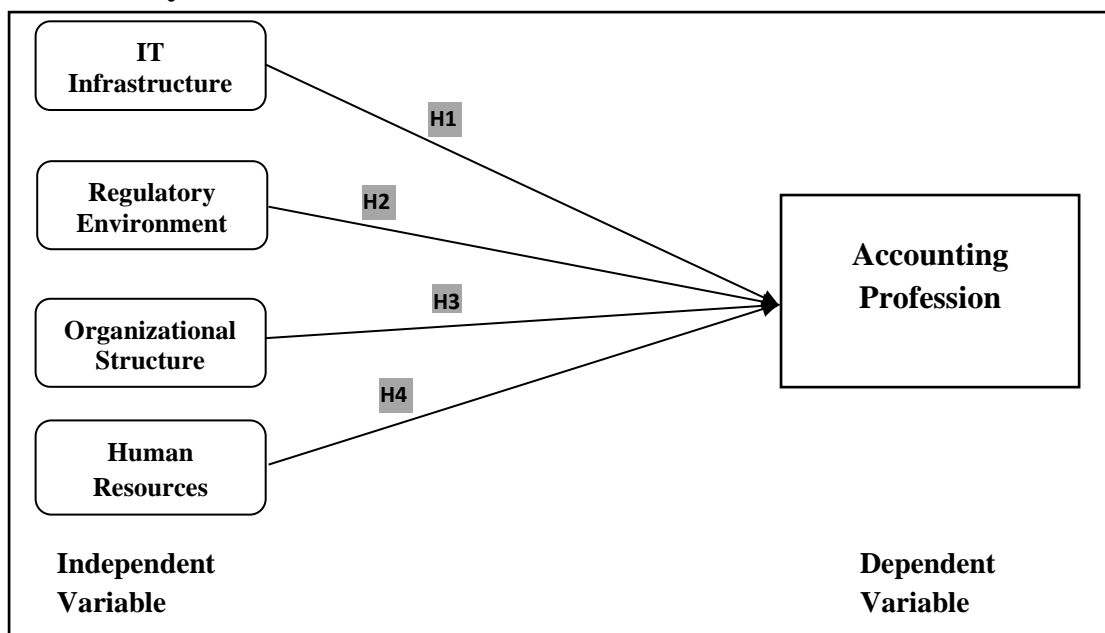 IT
Infrastructure
H1
Regulatory
Environment
H2
Accounting
Profession
H3
Organizational
Structure
H4
Human
Resources
Independent
Variable
Dependent
Variable